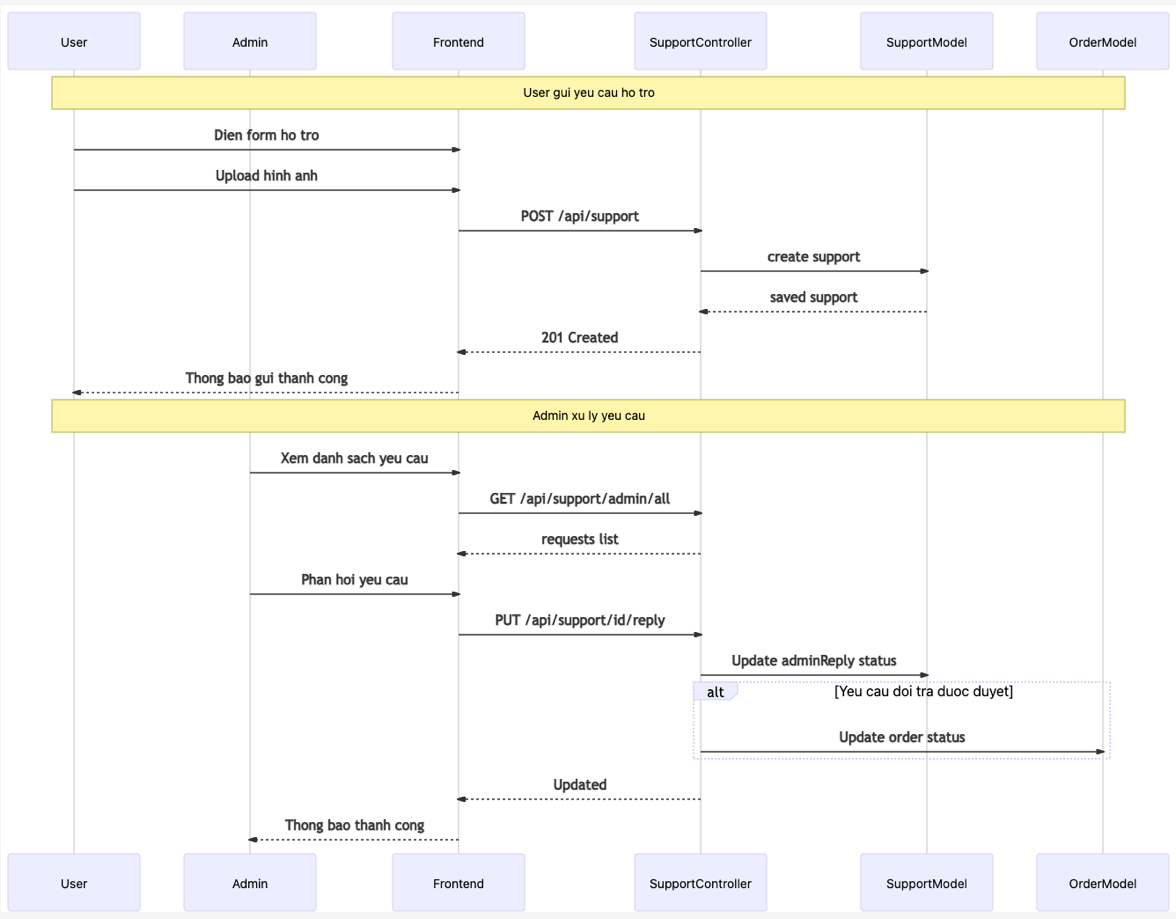 User
Admin
Frontend
SupportController
SupportModel
OrderModel
User gui yeu cau ho tro
Dien form ho tro
Upload hinh anh
POST /api/support
create support
saved support
201 Created
Thong bao gui thanh cong
Admin xu ly yeu cau
Xem danh sach yeu cau
GET /api/support/admin/all
requests list
Phan hoi yeu cau
PUT /api/support/id/reply
Update adminReply status
alt
[Yeu cau doi tra duoc duyet]
Update order status
Updated
Thong bao thanh cong
User
Admin
Frontend
SupportController
SupportModel
OrderModel